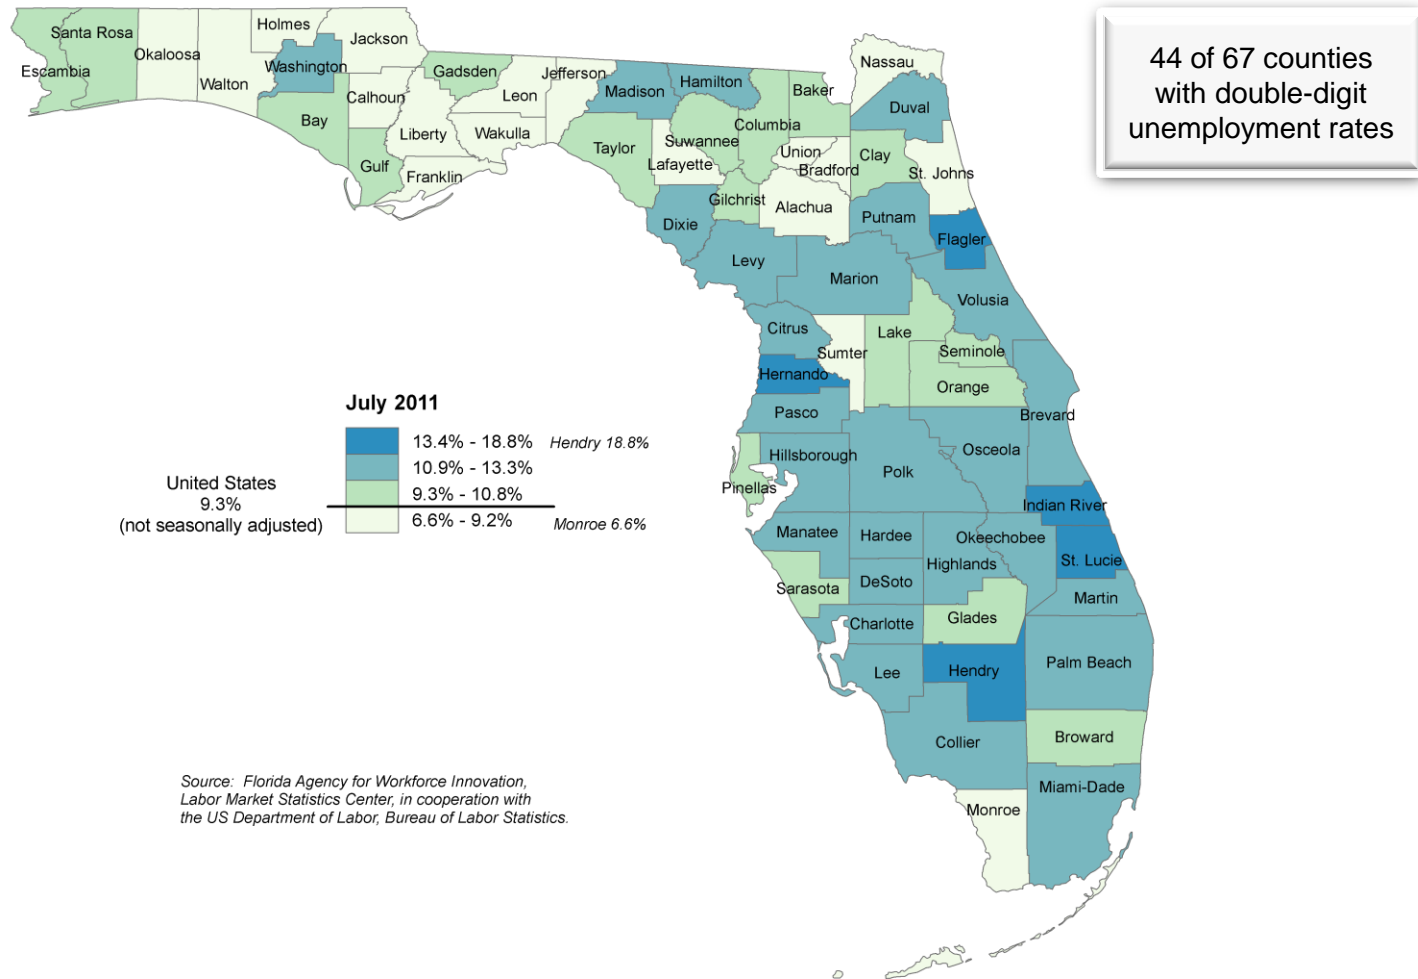 44 of 67 counties
with double-digit
unemployment rates
Holmes
Santa Rosa
Jackson
Okaloosa
Escambia
Washington
Walton
Nassau
Gadsden
Jefferson
Hamilton
Madison
Baker
Leon
Calhoun
Duval
Bay
Columbia
Liberty
Wakulla
Suwannee
Taylor
Union
Clay
Lafayette
Bradford
Gulf
Franklin
St. Johns
Gilchrist
Alachua
Putnam
Dixie
Flagler
Levy
Marion
Volusia
Citrus
Lake
Sumter
Seminole
Hernando
Orange
Pasco
Brevard
Osceola
Hillsborough
Polk
Pinellas
Indian River
Manatee
Hardee
Okeechobee
St. Lucie
Highlands
DeSoto
Sarasota
Martin
Glades
Charlotte
Palm Beach
Hendry
Lee
Broward
Collier
Miami-Dade
Monroe
July 2011
13.4% - 18.8% Hendry 18.8%
10.9% - 13.3%
9.3% - 10.8%
6.6% - 9.2% Monroe 6.6%
United States
9.3%
(not seasonally adjusted)
Source: Florida Agency for Workforce Innovation,
Labor Market Statistics Center, in cooperation with
the US Department of Labor, Bureau of Labor Statistics.